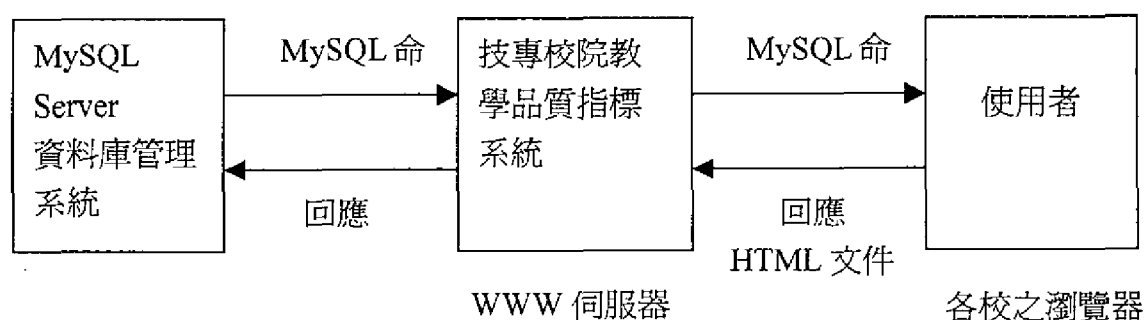 MySQL
Server
資料庫管理
系統
MySQL 命
回應
技專校院教
學品質指標
系統
WWW 伺服器
MySQL 命
回應
HTML 文件
使用者
各校之瀏覽器